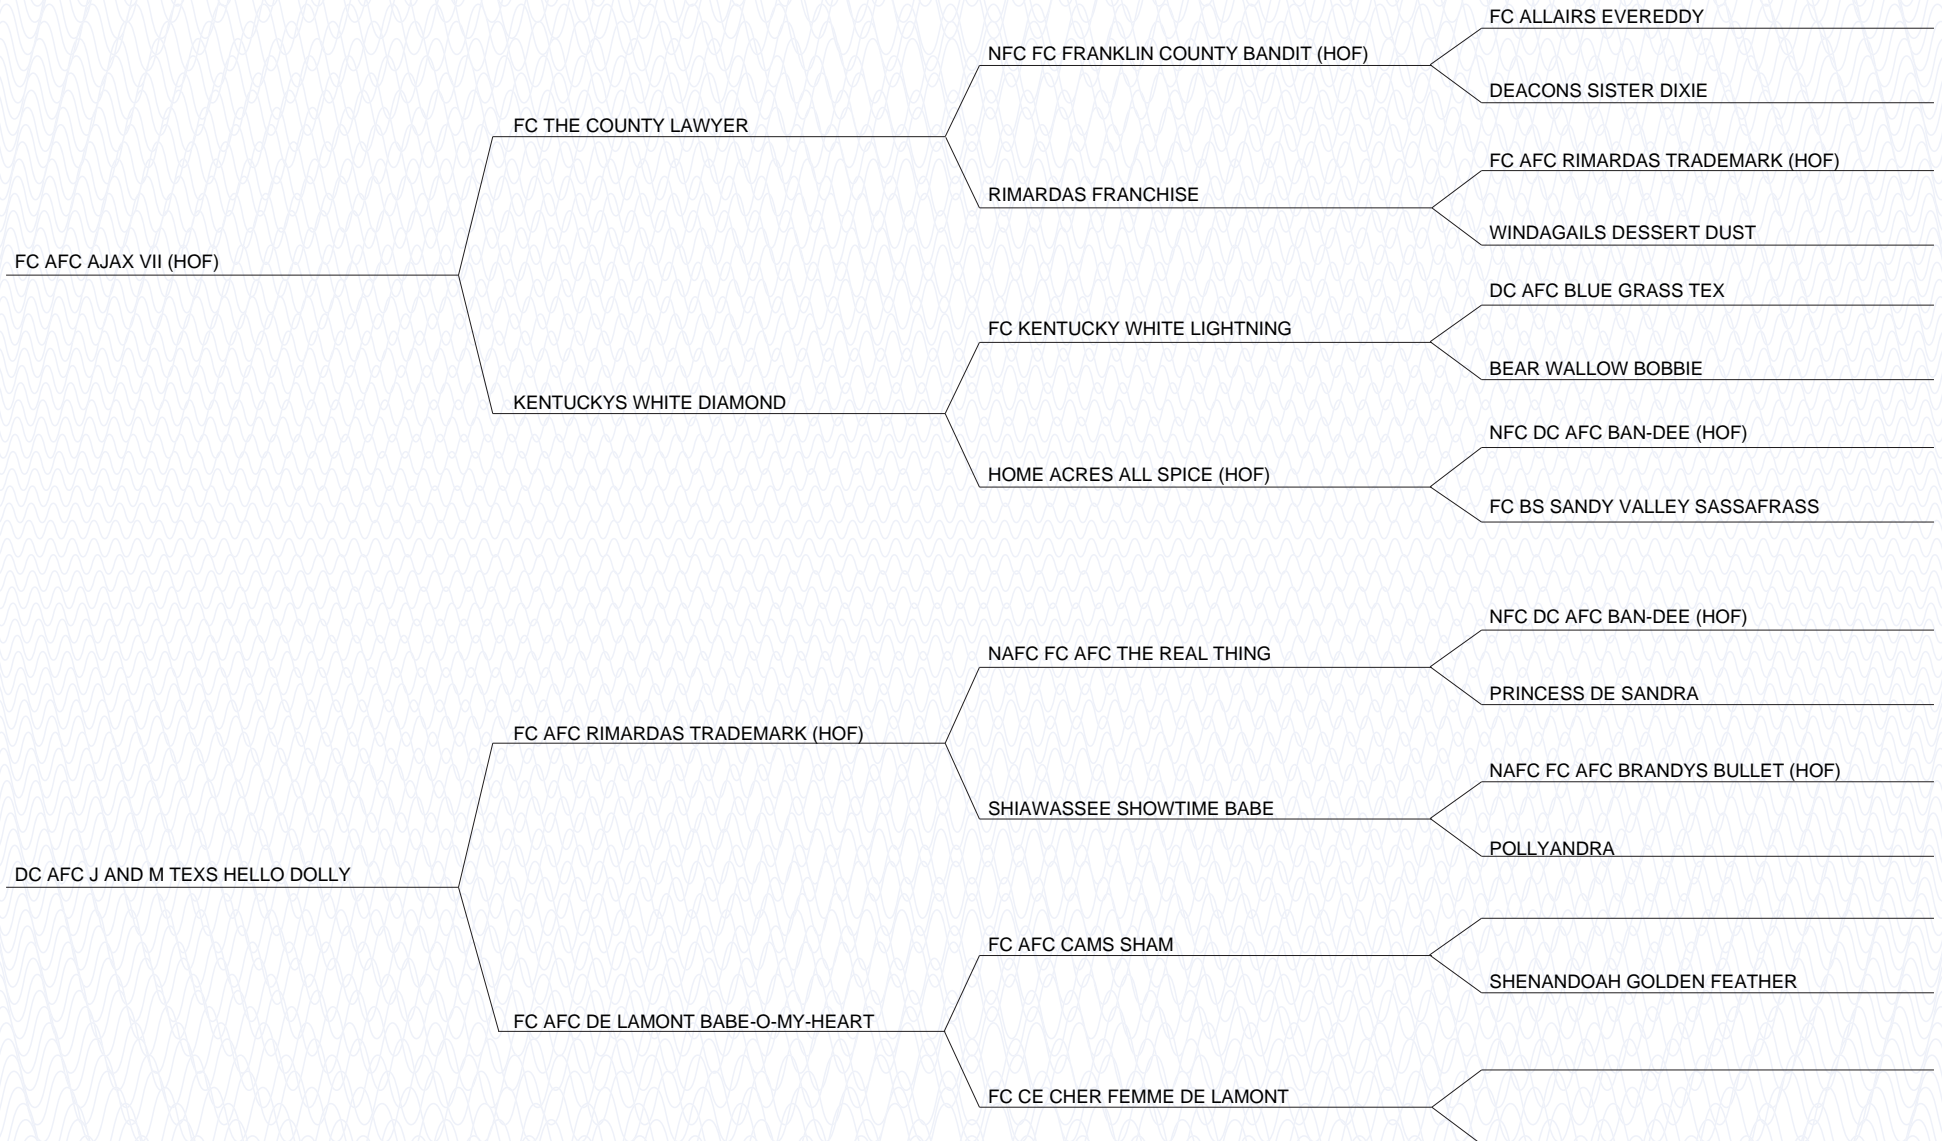 FC ALLAIRS EVEREDDY
NFC FC FRANKLIN COUNTY BANDIT (HOF)
DEACONS SISTER DIXIE
FC THE COUNTY LAWYER
FC AFC RIMARDAS TRADEMARK (HOF)
RIMARDAS FRANCHISE
WINDAGAILS DESSERT DUST
FC AFC AJAX VII (HOF)
DC AFC BLUE GRASS TEX
FC KENTUCKY WHITE LIGHTNING
BEAR WALLOW BOBBIE
KENTUCKYS WHITE DIAMOND
NFC DC AFC BAN-DEE (HOF)
HOME ACRES ALL SPICE (HOF)
FC BS SANDY VALLEY SASSAFRASS
NFC DC AFC BAN-DEE (HOF)
NAFC FC AFC THE REAL THING
PRINCESS DE SANDRA
FC AFC RIMARDAS TRADEMARK (HOF)
NAFC FC AFC BRANDYS BULLET (HOF)
SHIAWASSEE SHOWTIME BABE
POLLYANDRA
DC AFC J AND M TEXS HELLO DOLLY
FC AFC CAMS SHAM
SHENANDOAH GOLDEN FEATHER
FC AFC DE LAMONT BABE-O-MY-HEART
FC CE CHER FEMME DE LAMONT